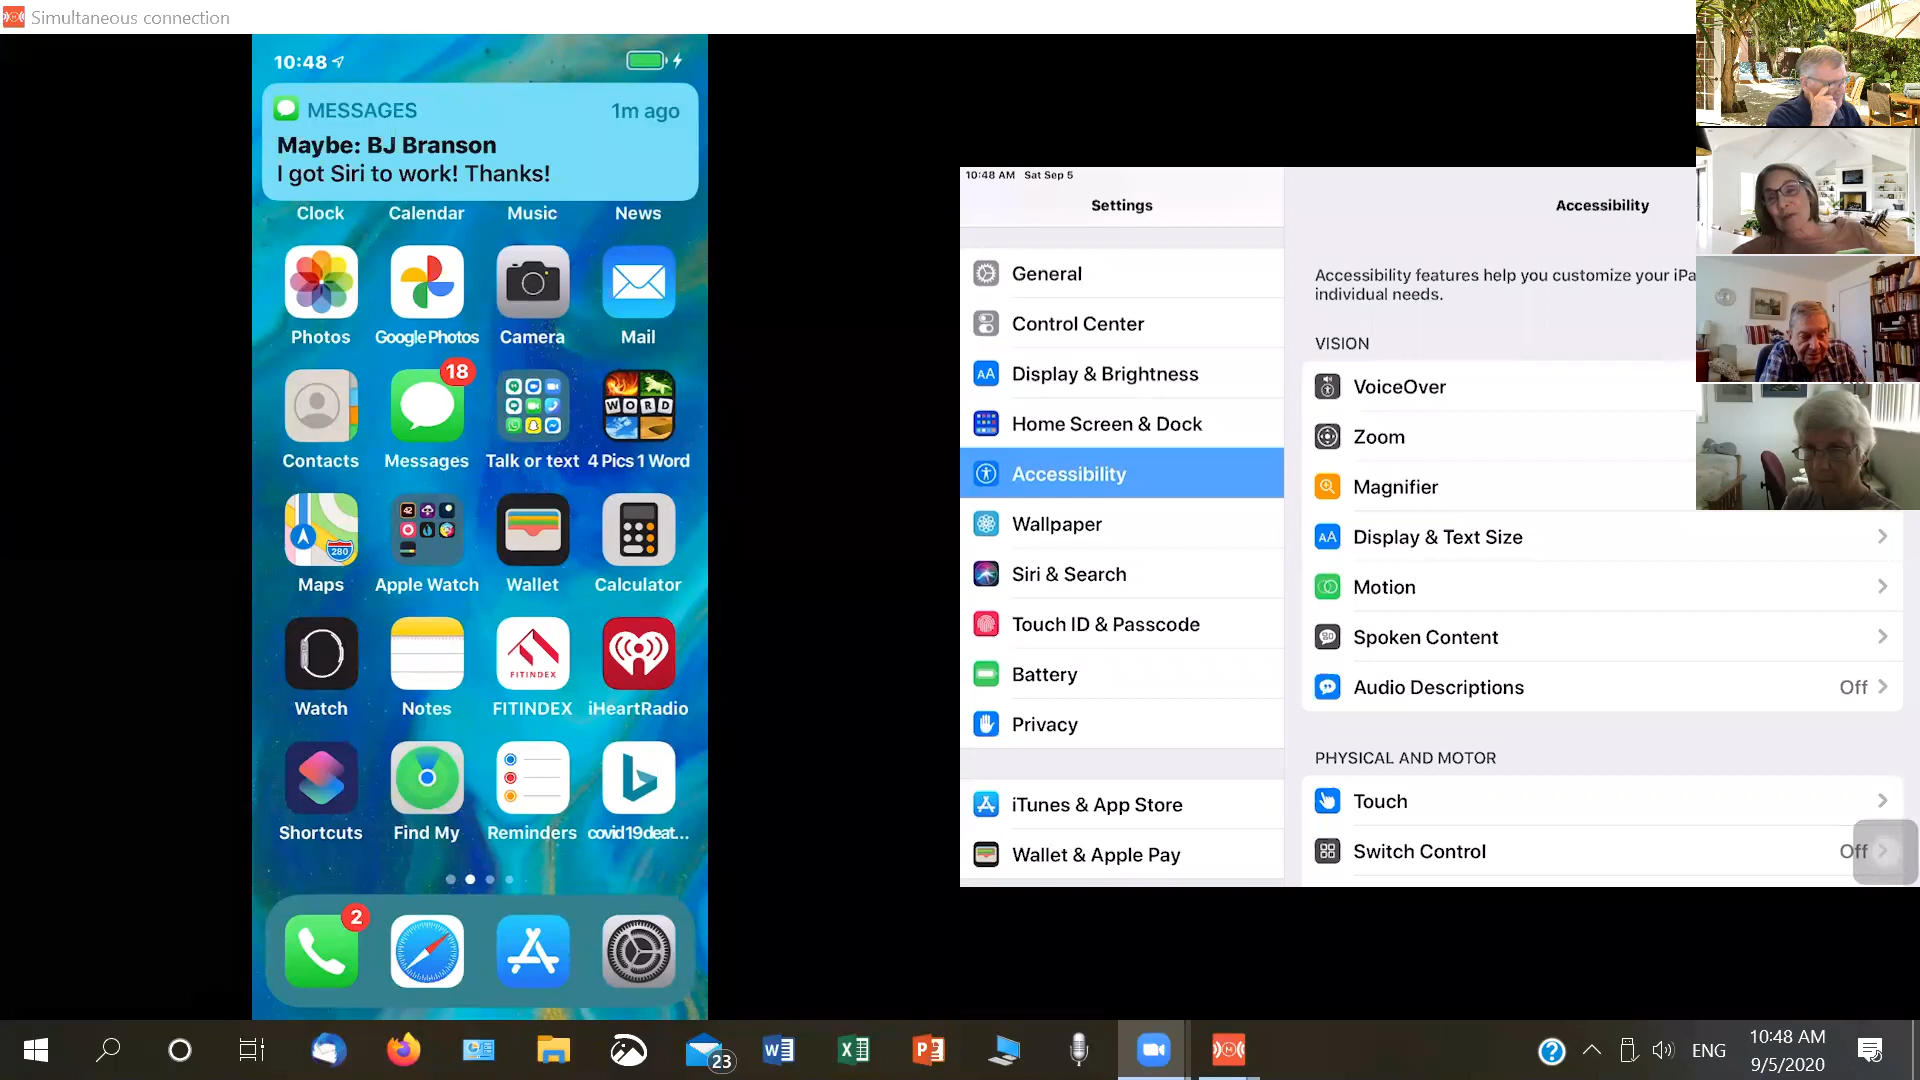 Simultaneous connection
10:48
MESSAGES 1m ago
Maybe: BJ Branson
I got Siri to work! Thanks!
Clock Calendar Music News
Photos Google Photos Camera Mail
18
WORD
Contacts Messages Talk or text 4 Pics 1 Word
280
Maps Apple Watch Wallet Calculator
FITINDEX
Watch Notes FITINDEX iHeartRadio
Shortcuts Find My Reminders covid19deat...
2
10:48 AM Sat Sep 5
Settings
General
Control Center
AA Display & Brightness
Home Screen & Dock
Accessibility
Wallpaper
Siri & Search
Touch ID & Passcode
Battery
Privacy
iTunes & App Store
Wallet & Apple Pay
Accessibility
Accessibility features help you customize your iPa
individual needs.
VISION
VoiceOver
Zoom
Magnifier
AA Display & Text Size
Motion
Spoken Content
Audio Descriptions Off
PHYSICAL AND MOTOR
Touch
Switch Control Off
23
ENG
10:48 AM
9/5/2020